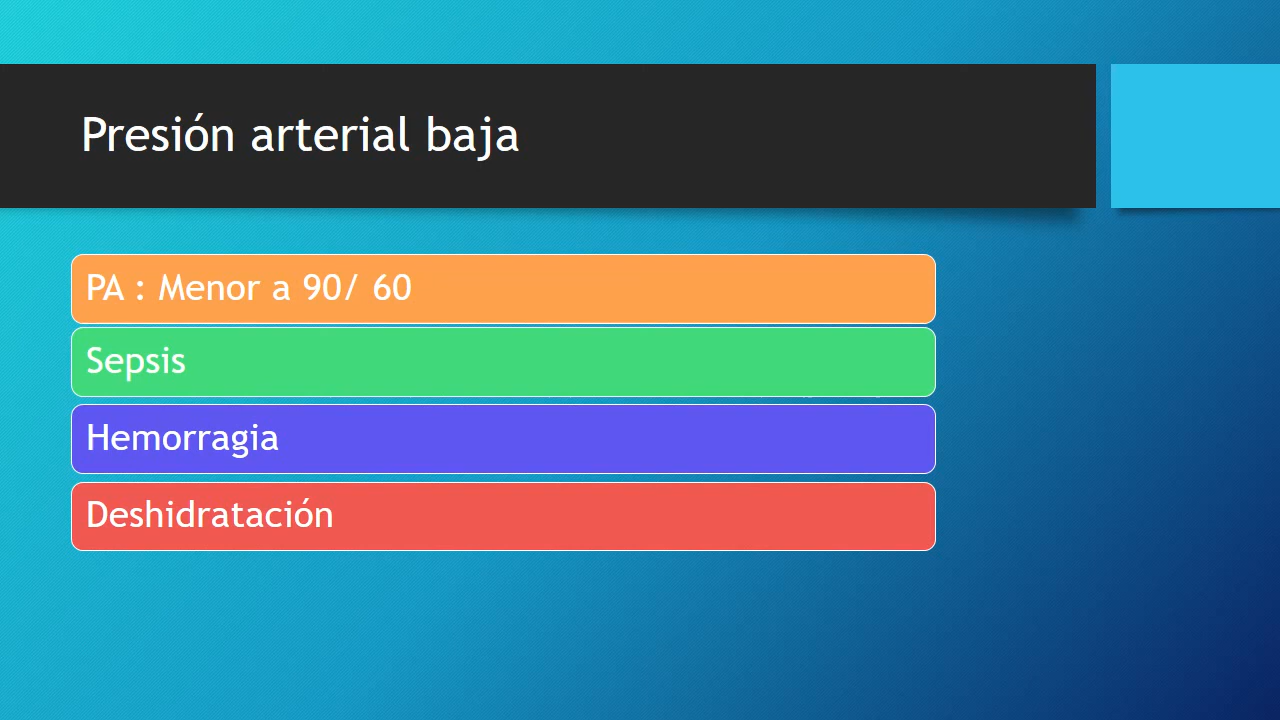 Presión arterial baja
PA : Menor a 90/ 60
Sepsis
Hemorragia
Deshidratación